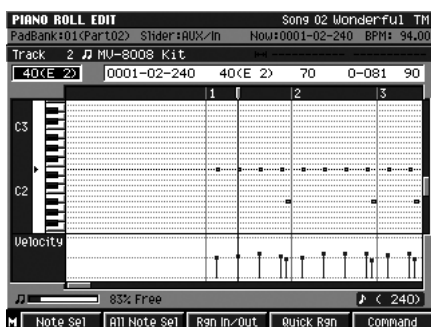 PIANO ROLL EDIT Song 02 Wonderful TM
PadBank:01(Part02) Slider:AUX/In Now:0001-02-240 BPM: 94.00
Track 2 MV-8008 Kit
40(E 2) 0001-02-240 40(E 2) 70 0-081 90
1 2 3
C3
C2
Velocity
83% Free ( 240)
M Note Sel All Note Sel Rgn In/Out Quick Rgn Command